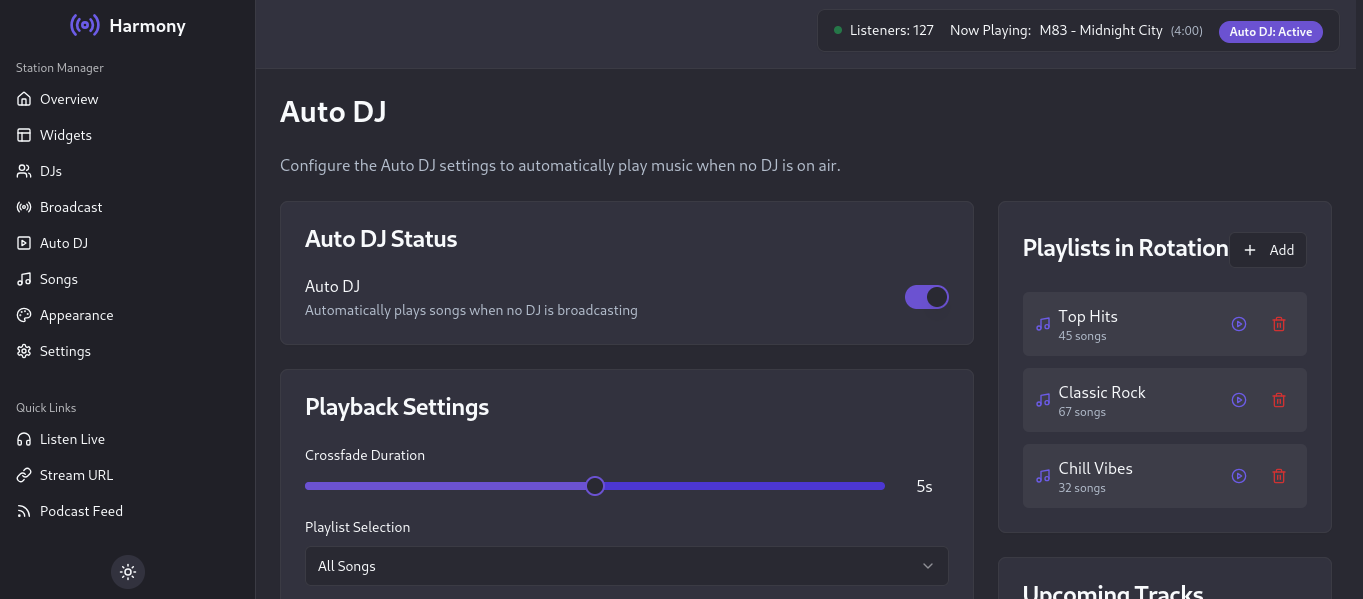 Harmony
Station Manager
Overview
Widgets
DJs
Broadcast
Auto DJ
Songs
Appearance
Settings
Quick Links
Listen Live
Stream URL
Podcast Feed
Listeners: 127 Now Playing: M83 - Midnight City (4:00) Auto DJ: Active
Auto DJ
Configure the Auto DJ settings to automatically play music when no DJ is on air.
Auto DJ Status
Auto DJ
Automatically plays songs when no DJ is broadcasting
Playback Settings
Crossfade Duration
5s
Playlist Selection
All Songs
Playlists in Rotation
Add
Top Hits
45 songs
Classic Rock
67 songs
Chill Vibes
32 songs
Upcoming Tracks